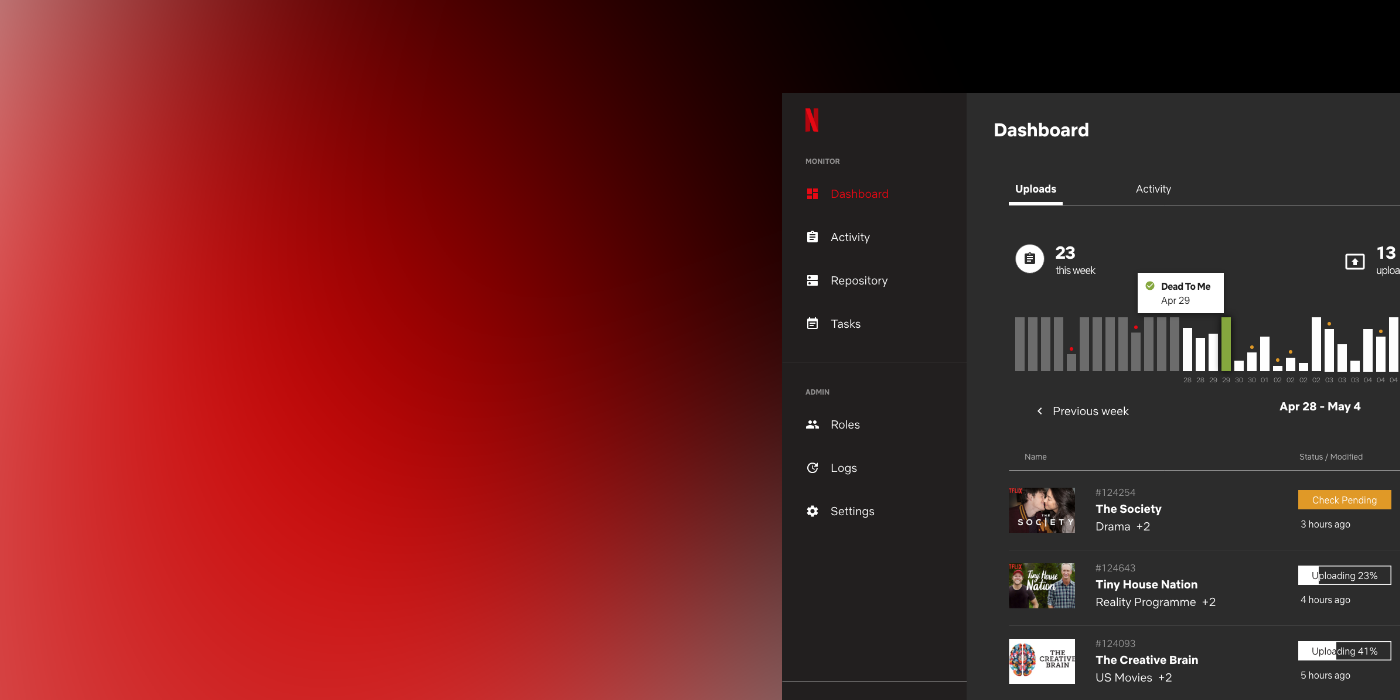 N
MONITOR
Dashboard
Activity
Repository
Tasks
ADMIN
Roles
Logs
Settings
Dashboard
Uploads
Activity
23
this week
13
uploa
Dead To Me
Apr 29
28 28 29 29 30 30 01 02 02 02 03 03 03 04 04 04
Previous week
Apr 28 - May 4
Name
Status / Modified
TFLIX
THE
SOCIETY
#124254
The Society
Drama +2
Check Pending
3 hours ago
TFLIX
Tiny House
Nation
#124643
Tiny House Nation
Reality Programme +2
Uploading 23%
4 hours ago
THE
CREATIVE
BRAIN
#124093
The Creative Brain
US Movies +2
Uploading 41%
5 hours ago